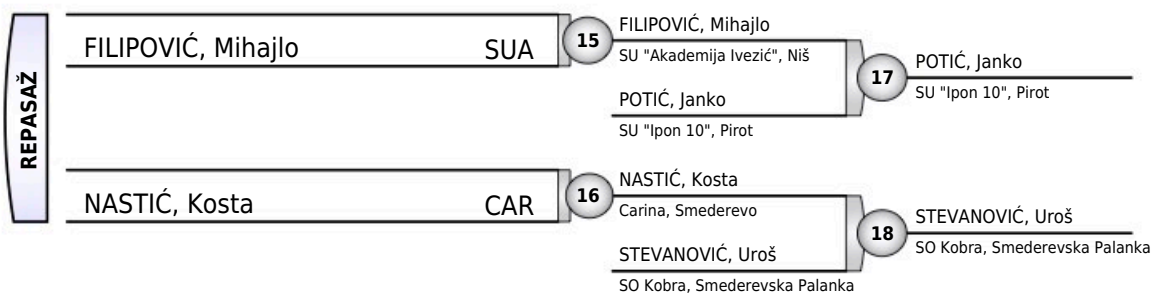 REPASAŽ
FILIPOVIĆ, Mihajlo SUA
15
FILIPOVIĆ, Mihajlo
SU "Akademija Ivezić", Niš
POTIĆ, Janko
SU "Ipon 10", Pirot
17
POTIĆ, Janko
SU "Ipon 10", Pirot
NASTIĆ, Kosta CAR
16
NASTIĆ, Kosta
Carina, Smederevo
STEVANOVIĆ, Uroš
SO Kobra, Smederevska Palanka
18
STEVANOVIĆ, Uroš
SO Kobra, Smederevska Palanka